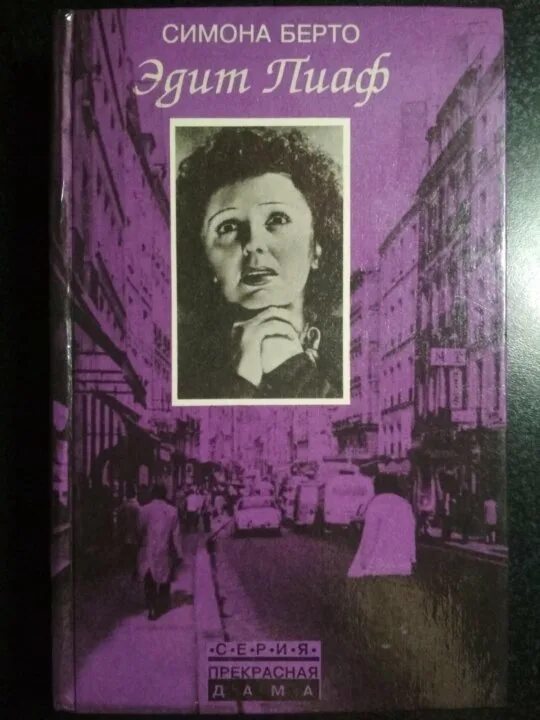 СИМОНА БЕРТО
Эдит Пиаф
•С•Е•Р•И•Я•
ПРЕКРАСНАЯ
ДАМА